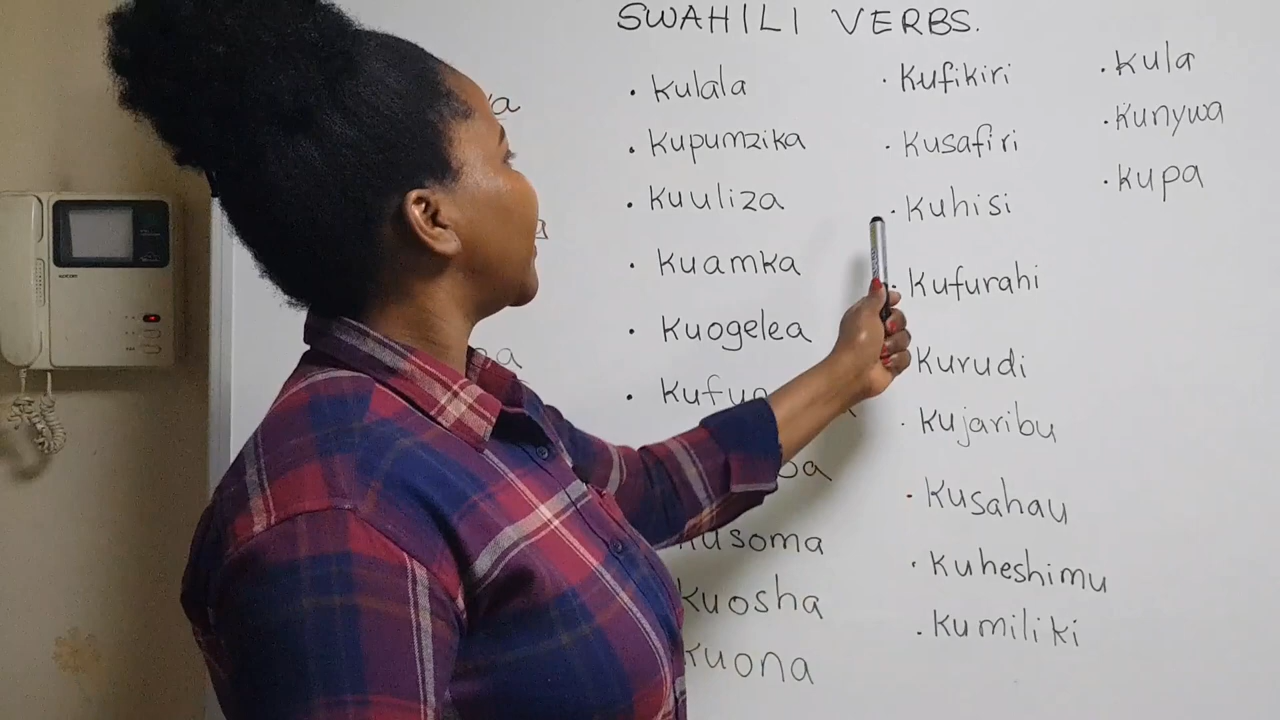 SWAHILI VERBS.
· Kulala
· Kupumzika
· Kuuliza
· Kuamka
· Kuogelea
Kusoma
Kuosha
Kuona
· Kufikiri
· Kusafiri
· Kuhisi
· Kufurahi
Kurudi
· Kujaribu
· Kusahau
· Kuheshimu
· Kumiliki
· Kula
· Kunywa
· Kupa